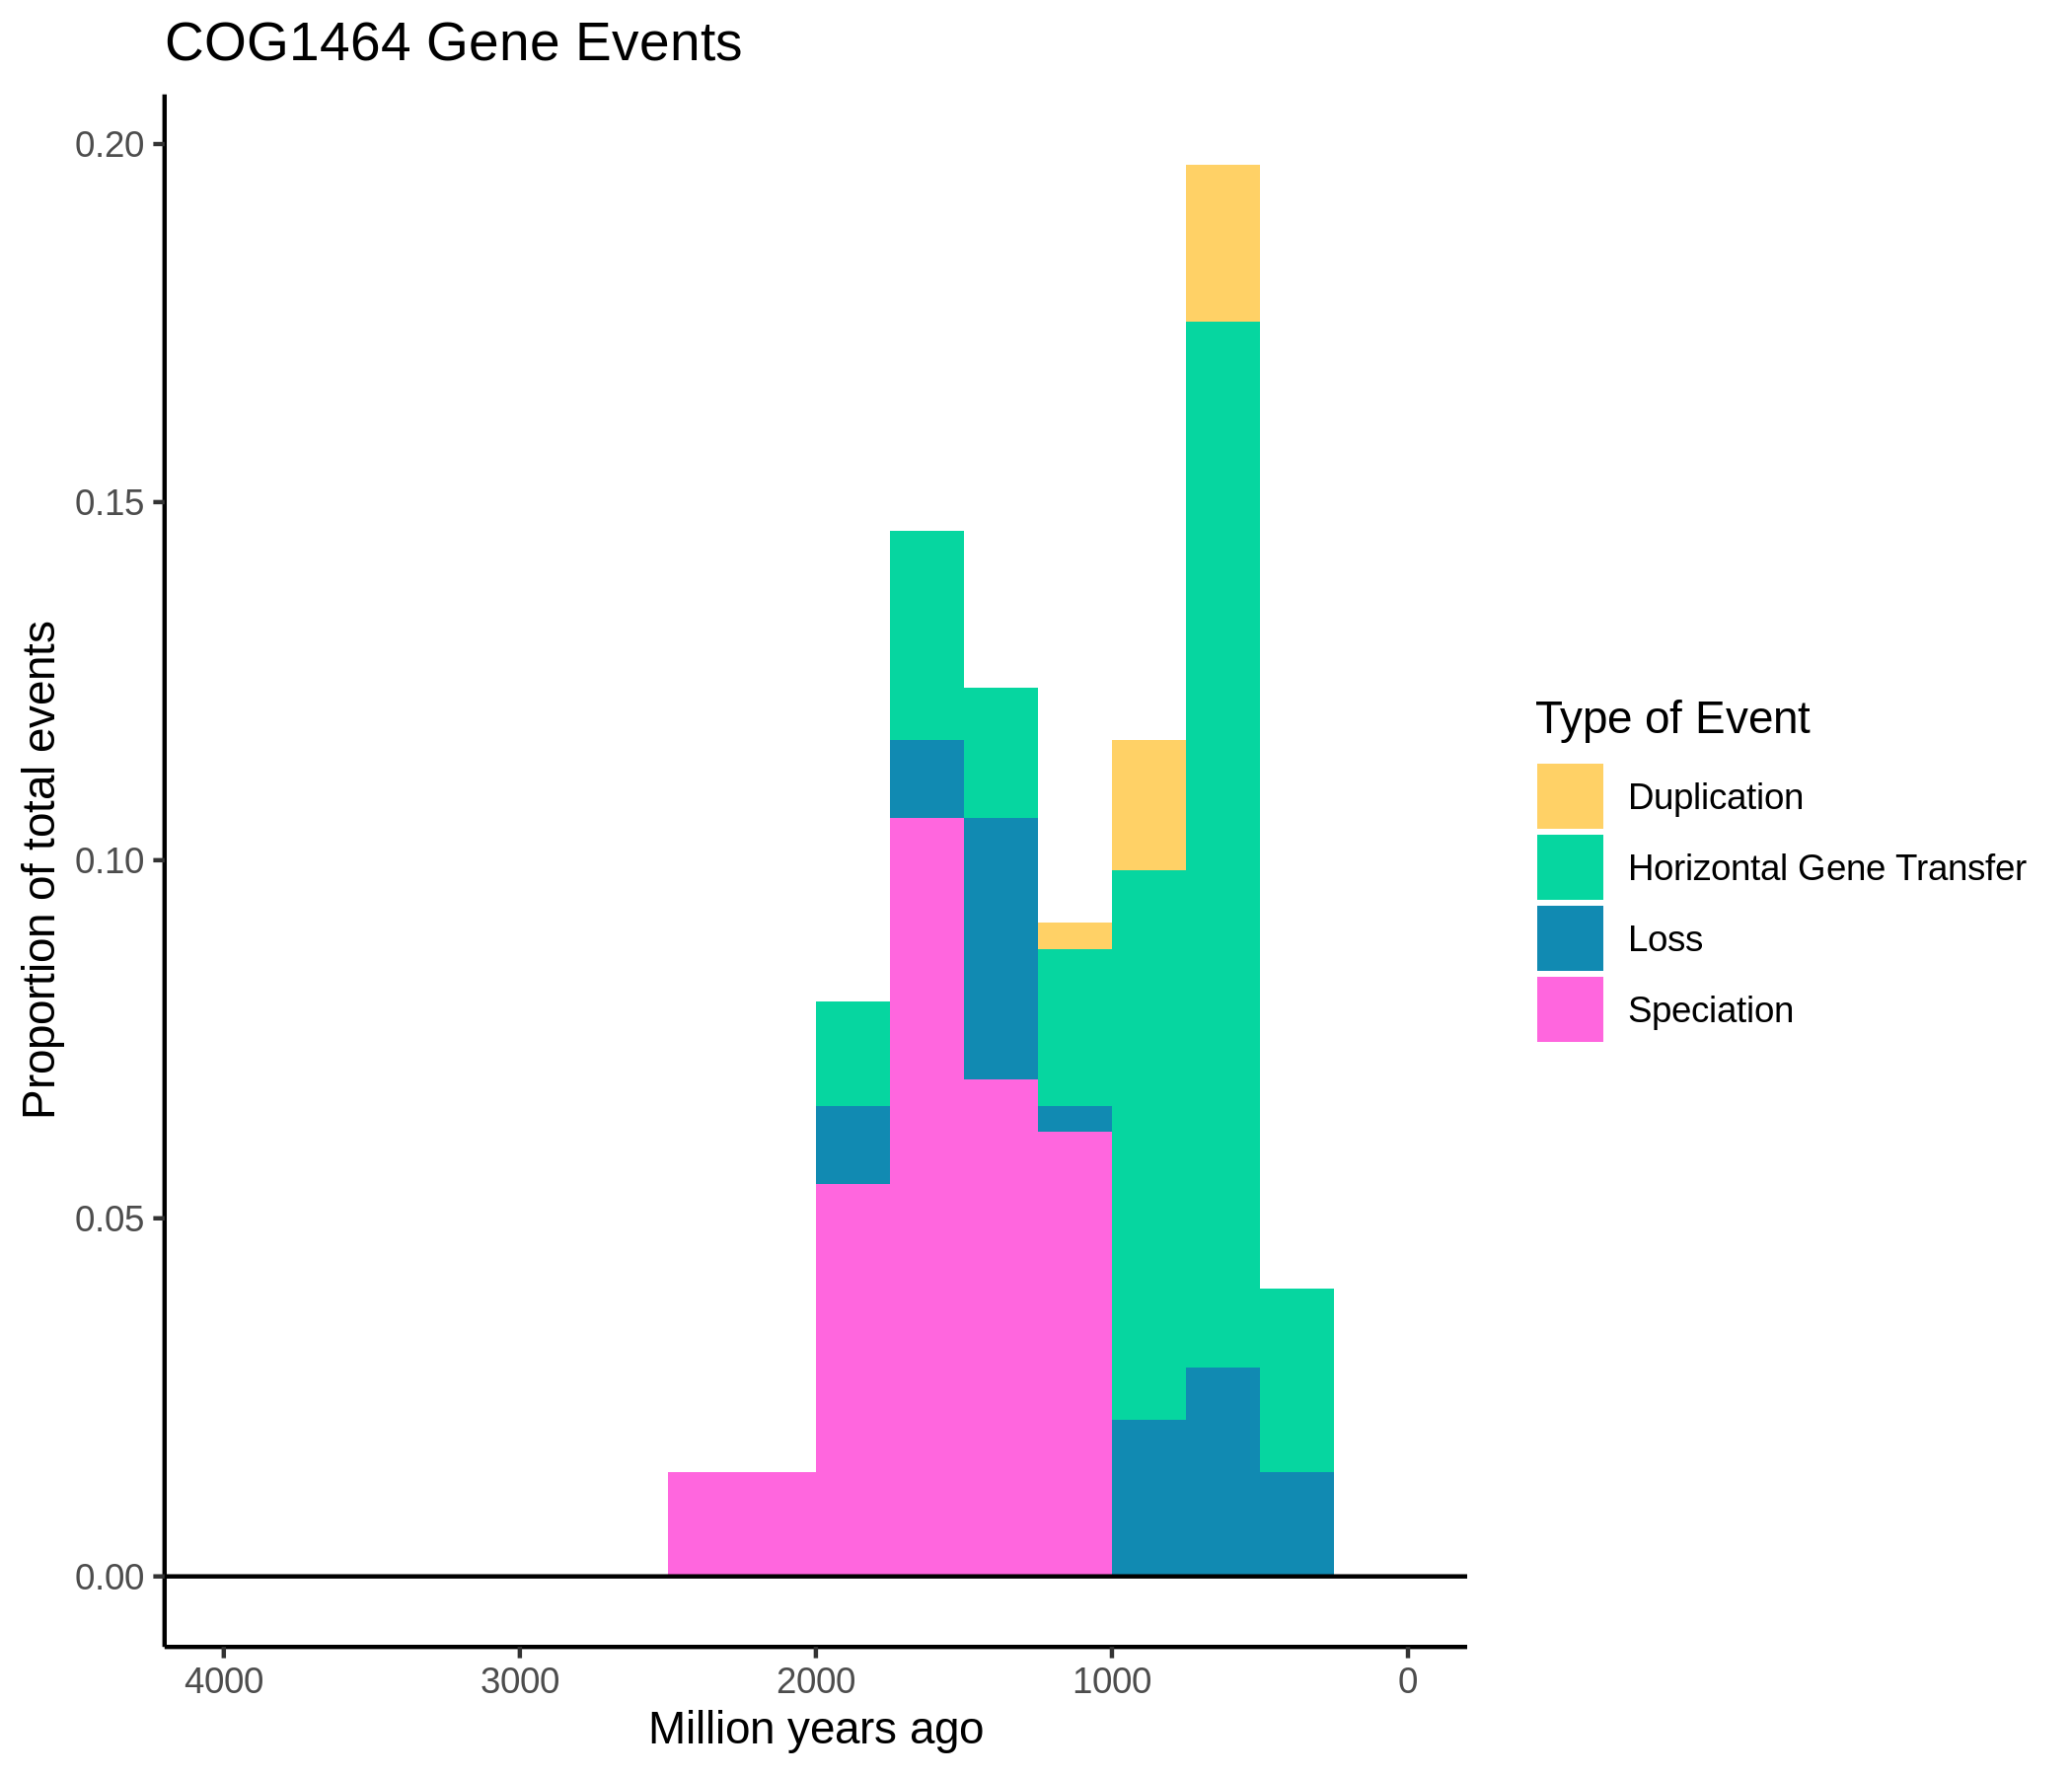 COG1464 Gene Events
Proportion of total events
0.20
0.15
0.10
0.05
0.00
4000 3000 2000 1000 0
Million years ago
Type of Event
Duplication
Horizontal Gene Transfer
Loss
Speciation